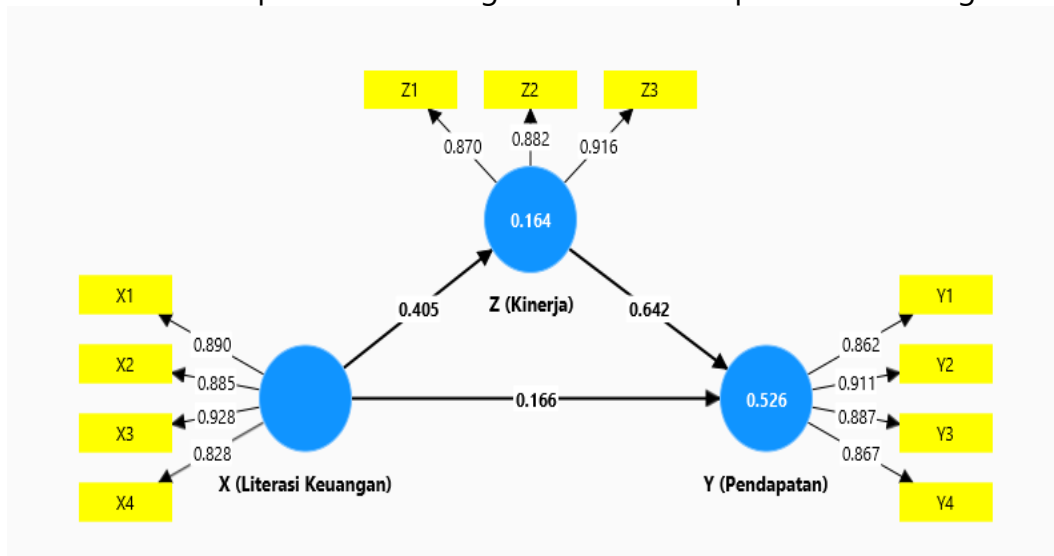 Z1 Z2 Z3
0.870 0.882 0.916
0.164
Z (Kinerja)
0.405 0.642
X1
X2
X3
X4
0.890
0.885
0.928
0.828
X (Literasi Keuangan)
0.166
0.526
Y (Pendapatan)
0.862
0.911
0.887
0.867
Y1
Y2
Y3
Y4